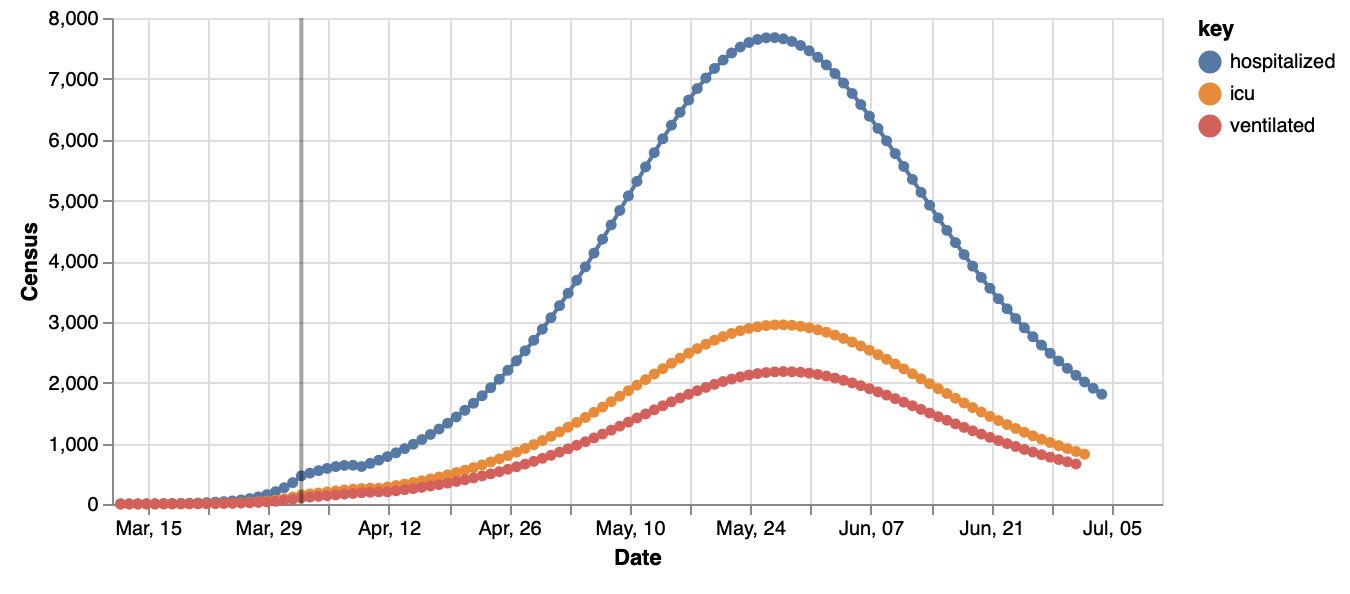 8,000
7,000
6,000
5,000
4,000
3,000
2,000
1,000
0
Census
Mar, 15 Mar, 29 Apr, 12 Apr, 26 May, 10 May, 24 Jun, 07 Jun, 21 Jul, 05
Date
key
hospitalized
icu
ventilated